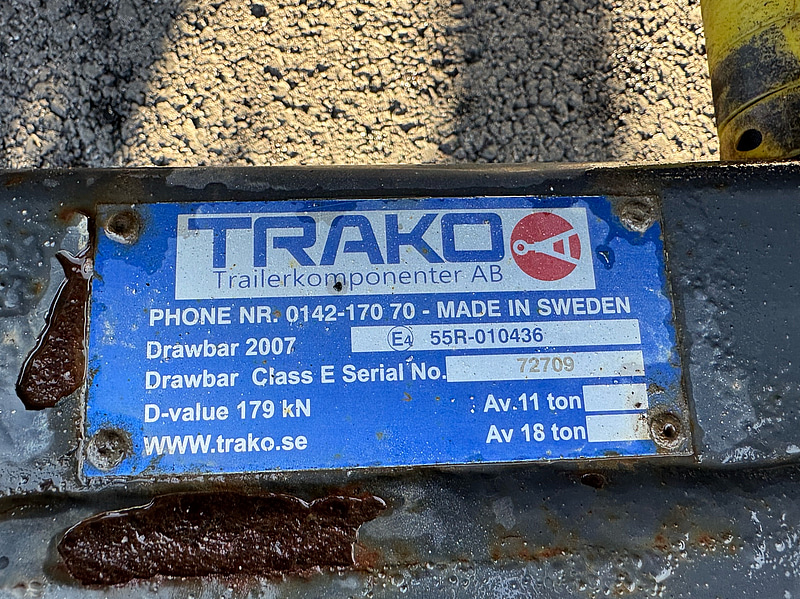 TRAKO
Trailerkomponenter AB
PHONE NR. 0142-170 70 - MADE IN SWEDEN
Drawbar 2007 E4 55R-010436
Drawbar Class E Serial No. 72709
D-value 179 kN Av 11 ton
WWW.trako.se Av 18 ton